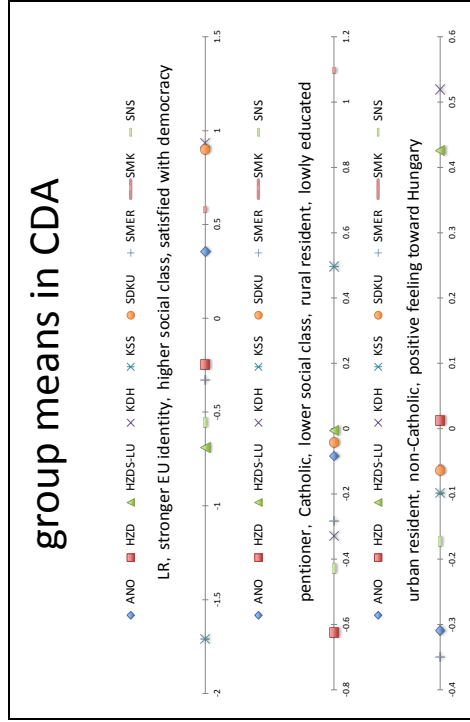 group means in CDA
ANO HZD HZDS-LU KDH KSS SDKU SMER SMK SNS
LR, stronger EU identity, higher social class, satisfied with democracy
-2 -1.5 -1 -0.5 0 0.5 1 1.5
ANO HZD HZDS-LU KDH KSS SDKU SMER SMK SNS
pentioner, Catholic, lower social class, rural resident, lowly educated
-0.8 -0.6 -0.4 -0.2 0 0.2 0.4 0.6 0.8 1 1.2
ANO HZD HZDS-LU KDH KSS SDKU SMER SMK SNS
urban resident, non-Catholic, positive feeling toward Hungary
-0.4 -0.3 -0.2 -0.1 0 0.1 0.2 0.3 0.4 0.5 0.6